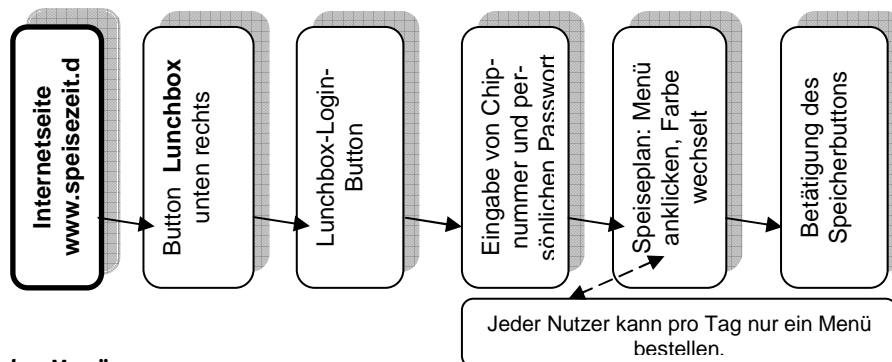 Internetseite
www.speisezeit.d
Button Lunchbox
unten rechts
Lunchbox-Login-
Button
Eingabe von Chip-
nummer und per-
sönlichen Passwort
Speiseplan: Menü
anklicken, Farbe
wechselt
Betätigung des
Speicherbuttons
Jeder Nutzer kann pro Tag nur ein Menü
bestellen.
Menü